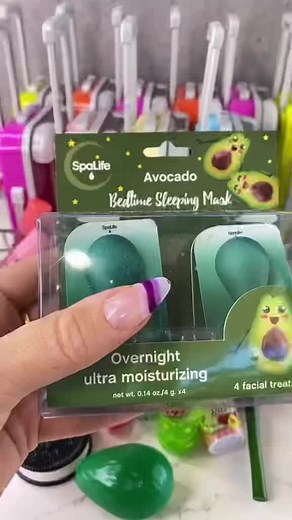 SpaLife
Avocado
Bedtime Sleeping Mask
SpaLife
SpaLife
Overnight
ultra moisturizing
net wt. 0.14 oz./4 g. x4
4 facial